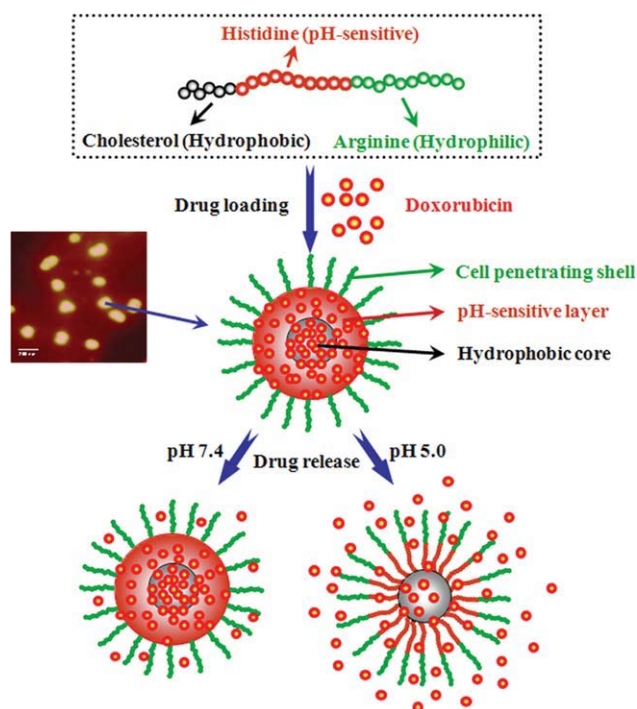 Histidine (pH-sensitive)
Cholesterol (Hydrophobic)
Arginine (Hydrophilic)
Drug loading
Doxorubicin
Cell penetrating shell
pH-sensitive layer
Hydrophobic core
pH 7.4
Drug release
pH 5.0